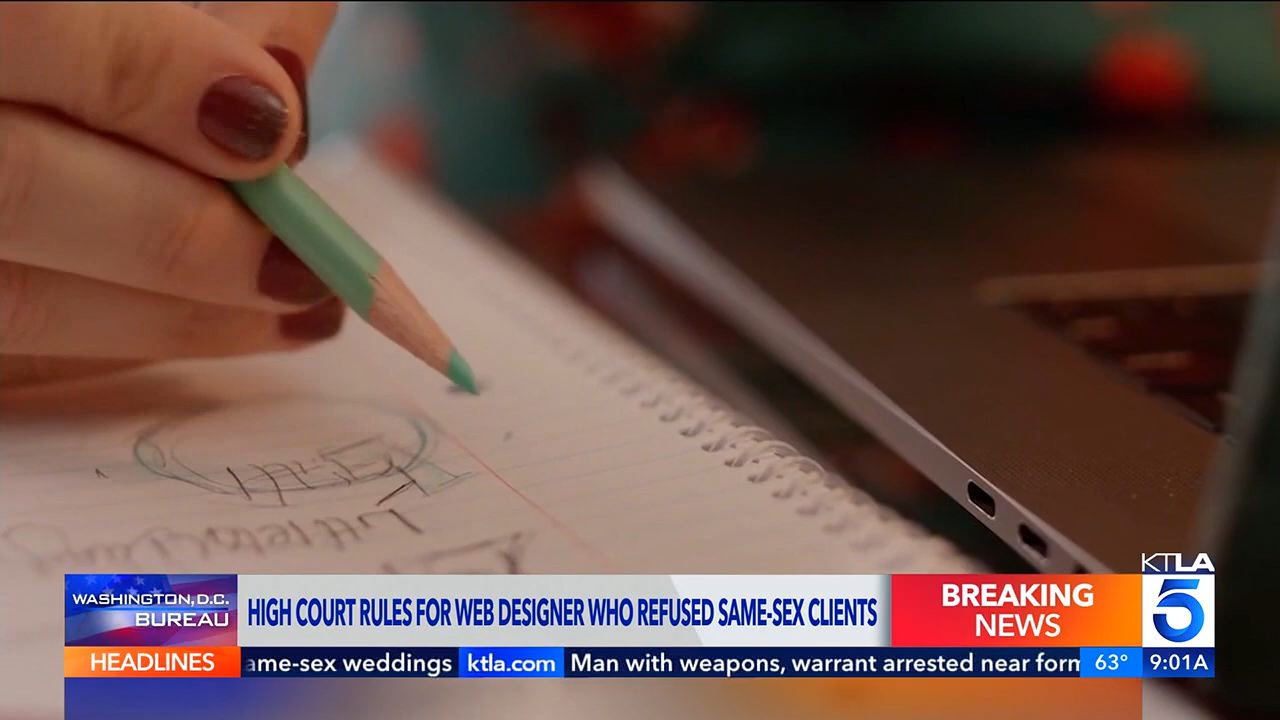 KTLA
5
WASHINGTON, D.C.
BUREAU
HIGH COURT RULES FOR WEB DESIGNER WHO REFUSED SAME-SEX CLIENTS
BREAKING
NEWS
HEADLINES
ame-sex weddings ktla.com Man with weapons, warrant arrested near form
63° 9:01A